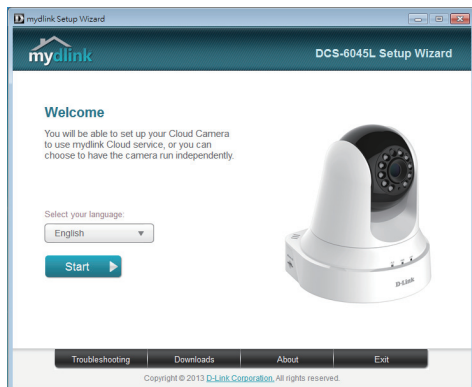 mydlink Setup Wizard
mydlink
DCS-6045L Setup Wizard
Welcome
You will be able to set up your Cloud Camera
to use mydlink Cloud service, or you can
choose to have the camera run independently.
Select your language:
English
Start
D-Link
Troubleshooting Downloads About Exit
Copyright © 2013 D-Link Corporation. All rights reserved.